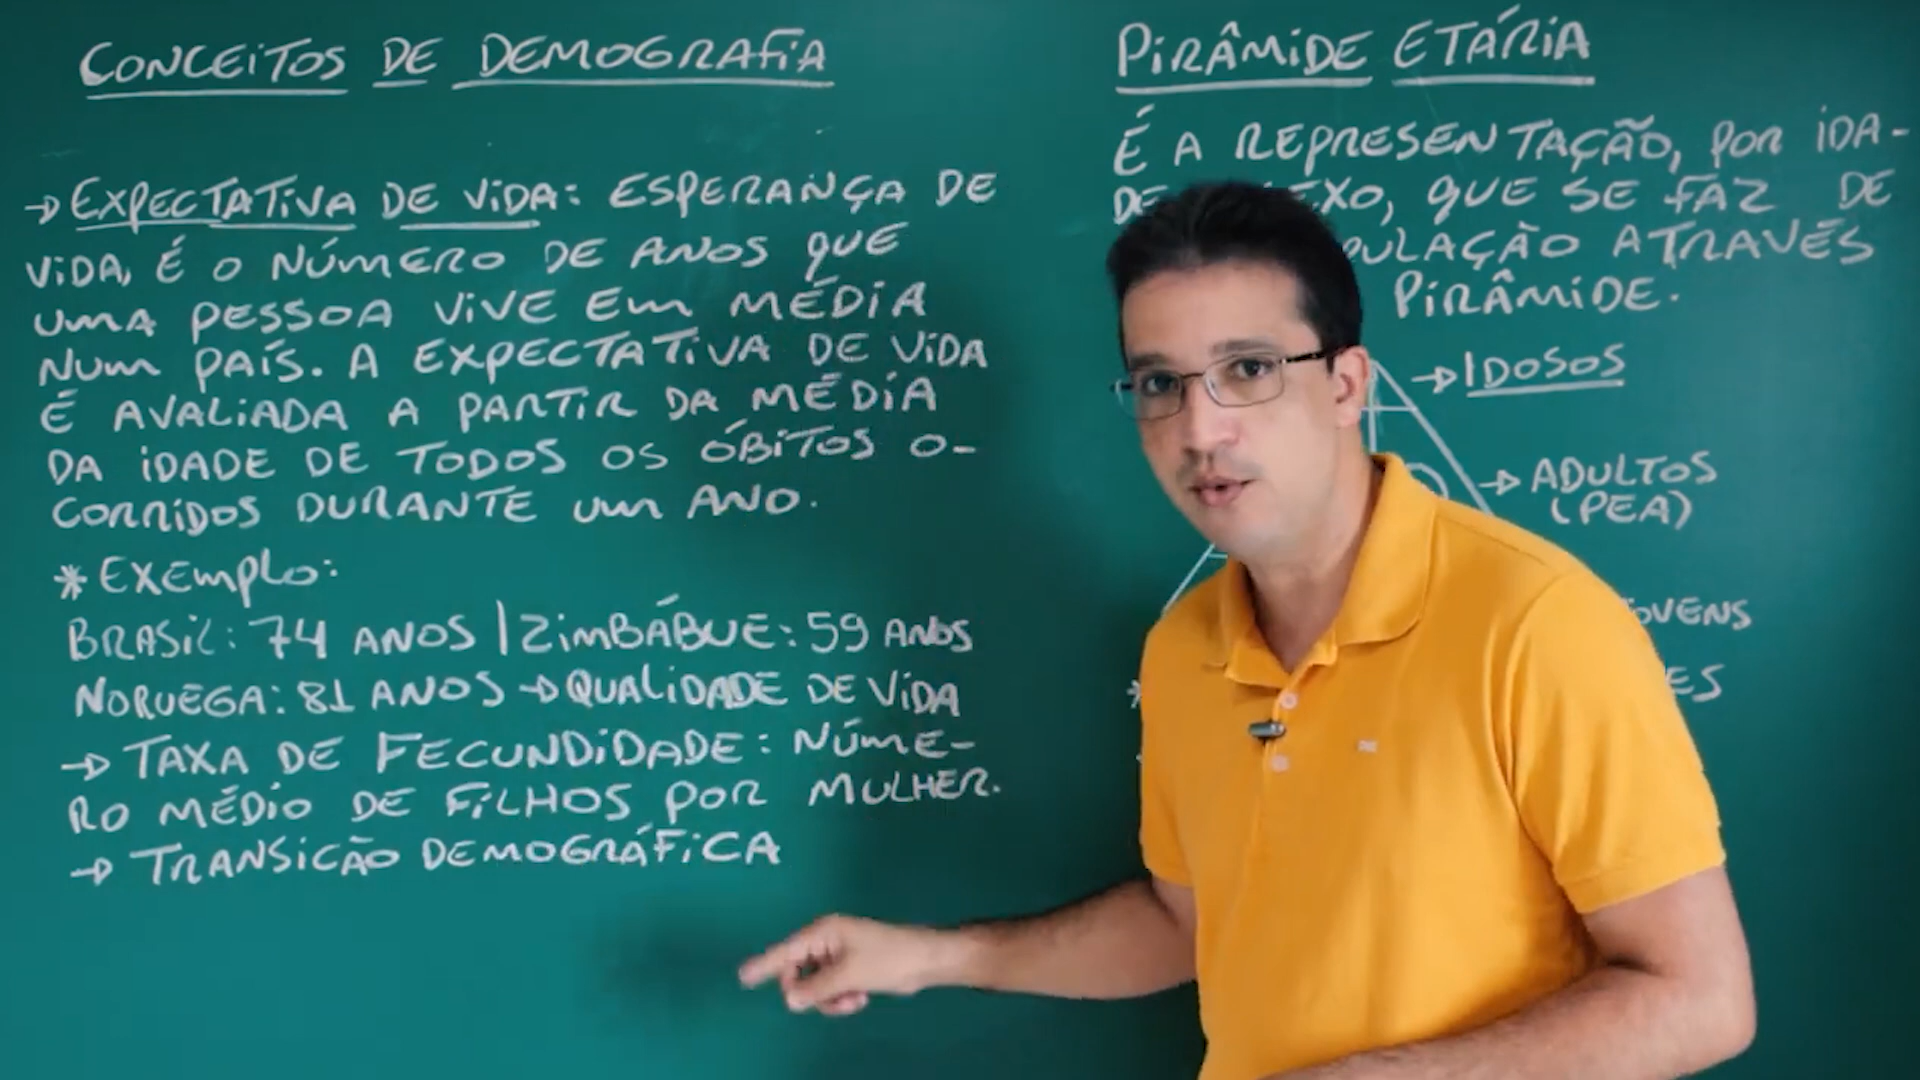 CONCEITOS DE DEMOGRAFIA
→ EXPECTATIVA DE VIDA: ESPERANÇA DE
VIDA, É O NÚMERO DE ANOS QUE
UMA PESSOA VIVE EM MÉDIA
NUM PAÍS. A EXPECTATIVA DE VIDA
É AVALIADA A PARTIR DA MÉDIA
DA IDADE DE TODOS OS ÓBITOS O-
CORRIDOS DURANTE UM ANO.
* EXEMPLO:
BRASIL: 74 ANOS | ZIMBÁBUE: 59 ANOS
NORUEGA: 81 ANOS → QUALIDADE DE VIDA
→ TAXA DE FECUNDIDADE: NÚME-
RO MÉDIO DE FILHOS POR MULHER.
→ TRANSICÃO DEMOGRÁFICA
PIRÂMIDE ETÁRIA
É A REPRESENTAÇÃO, POR IDA-
DE EXO, QUE SE FAZ DE
PULAÇÃO ATRAVÉS
PIRÂMIDE.
→ IDOSOS
→ ADULTOS
(PEA)
OVENS
ES